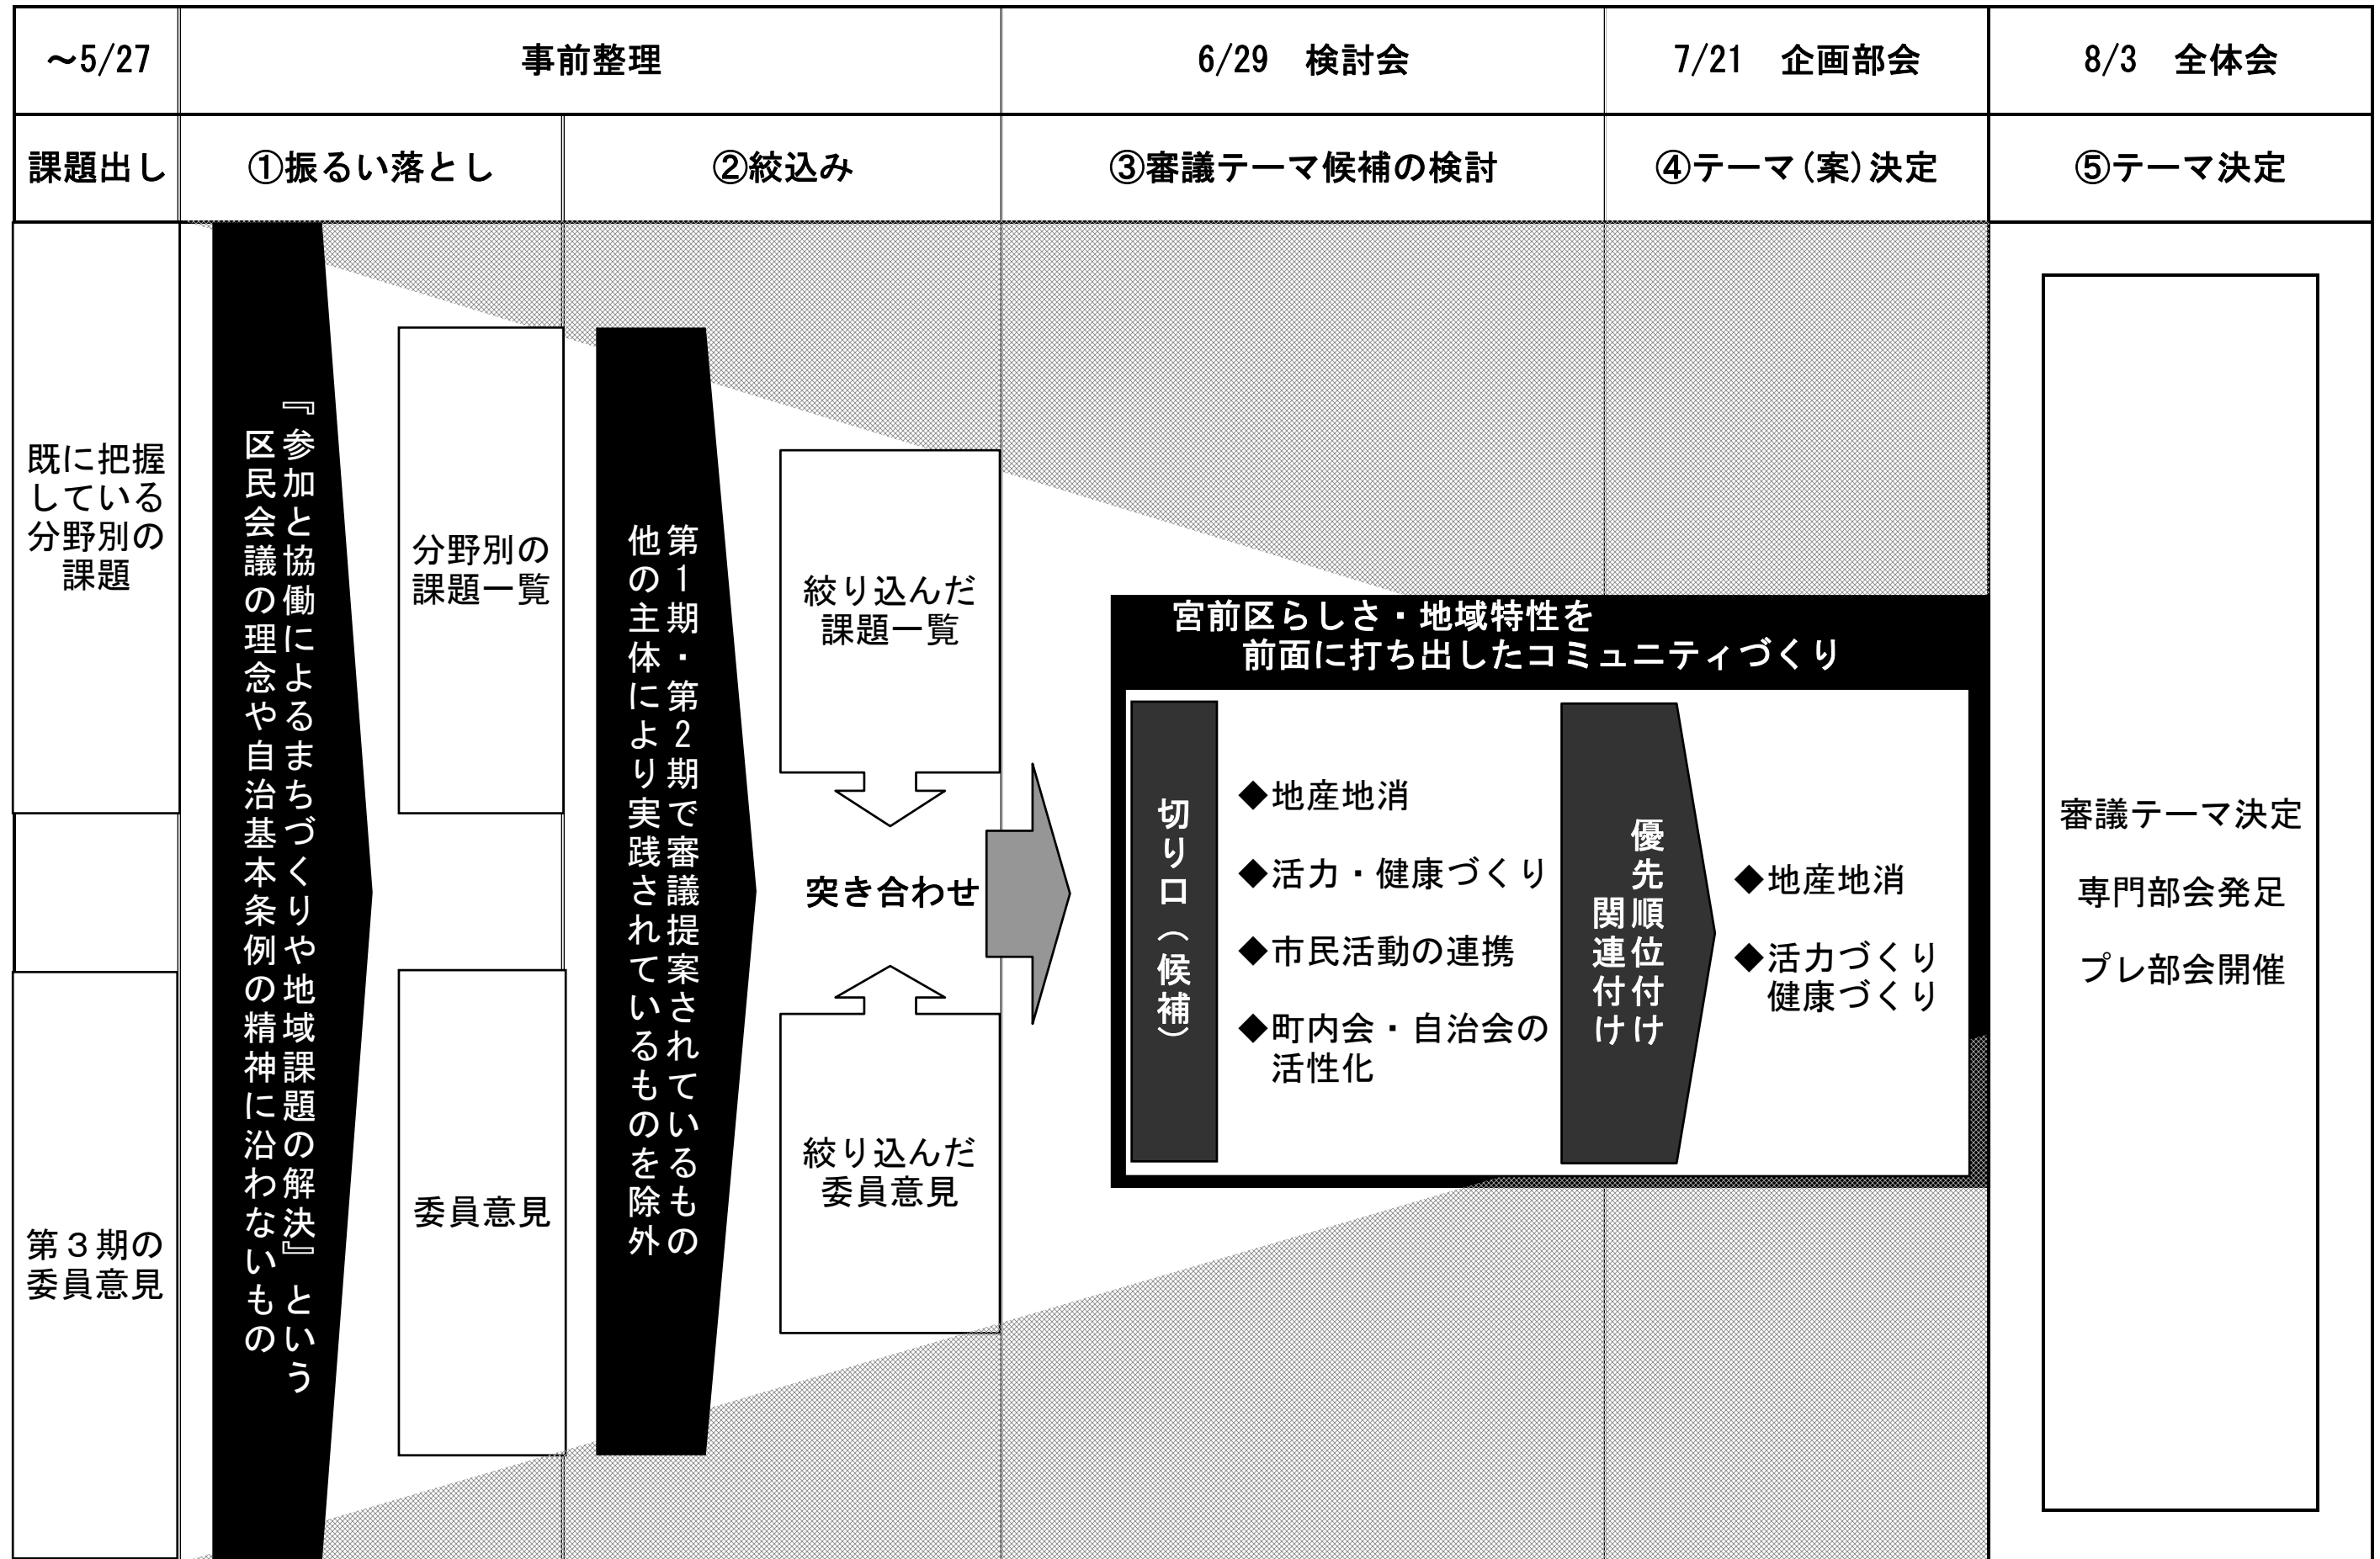 ～5/27
事前整理
6/29　検討会
7/21　企画部会
8/3　全体会
課題出し
①振るい落とし
②絞込み
③審議テーマ候補の検討
④テーマ(案)決定
⑤テーマ決定
既に把握
している
分野別の
課題
第３期の
委員意見
『参加と協働によるまちづくりや地域課題の解決』という
区民会議の理念や自治基本条例の精神に沿わないもの
分野別の
課題一覧
委員意見
第1期・第2期で審議提案されているもの
他の主体により実践されているものを除外
絞り込んだ
課題一覧
突き合わせ
絞り込んだ
委員意見
宮前区らしさ・地域特性を
前面に打ち出したコミュニティづくり
切り口（候補）
◆地産地消
◆活力・健康づくり
◆市民活動の連携
◆町内会・自治会の
活性化
優先順位付け
関連付け
◆地産地消
◆活力づくり
健康づくり
審議テーマ決定
専門部会発足
プレ部会開催